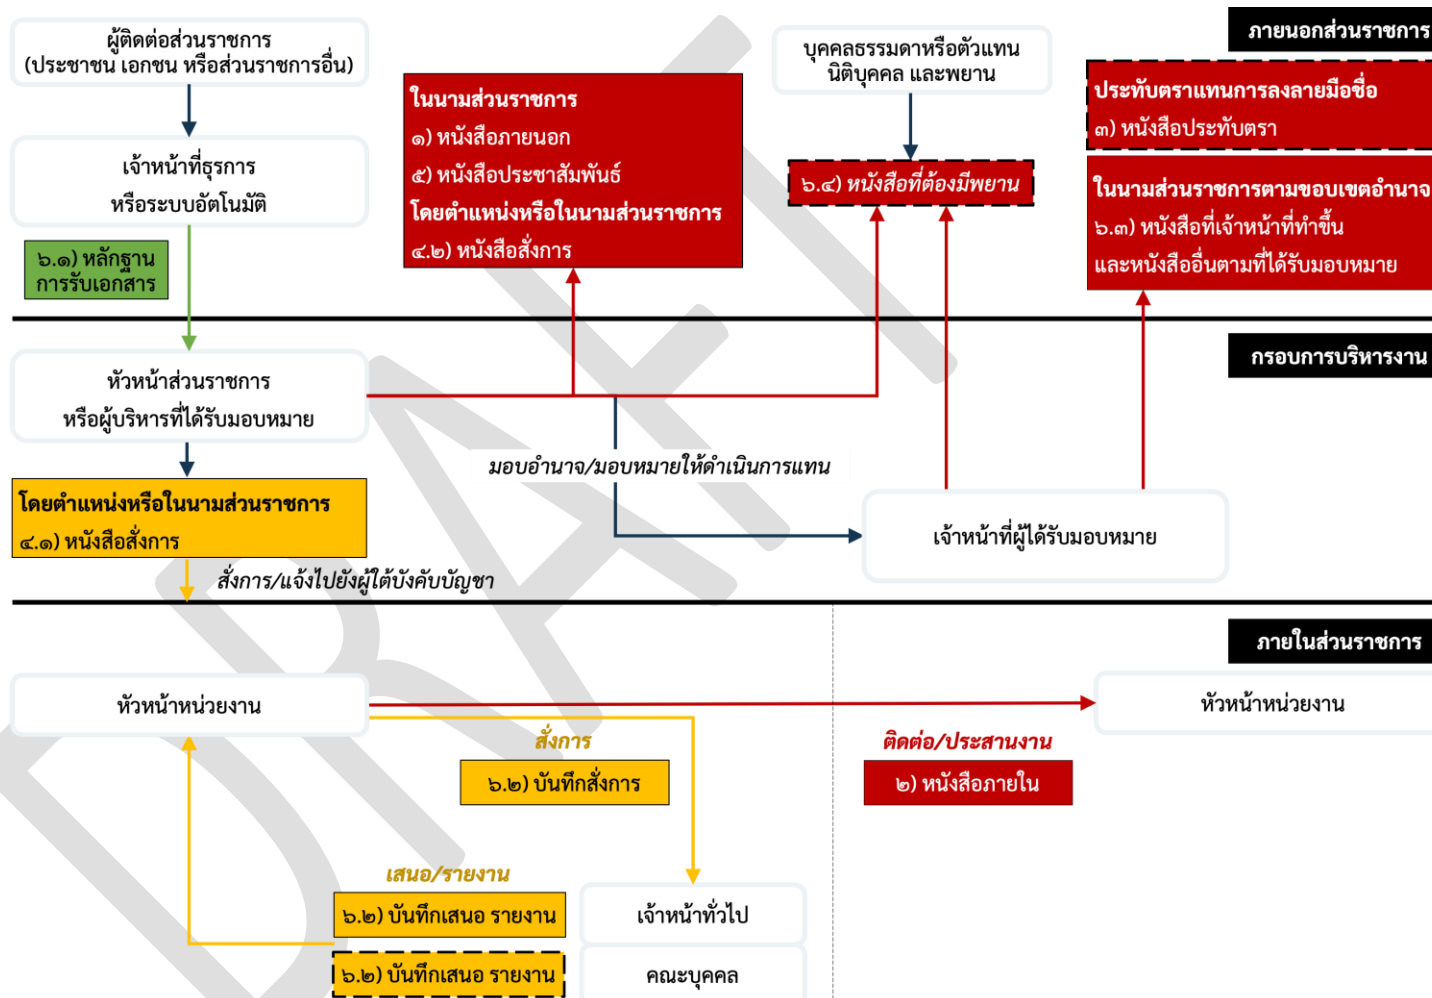 ผู้ติดต่อส่วนราชการ
(ประชาชน เอกชน หรือส่วนราชการอื่น)
เจ้าหน้าที่ธุรการ
หรือระบบอัตโนมัติ
๖.๑) หลักฐาน
การรับเอกสาร
ในนามส่วนราชการ
๑) หนังสือภายนอก
๕) หนังสือประชาสัมพันธ์
โดยตำแหน่งหรือในนามส่วนราชการ
๔.๒) หนังสือสั่งการ
บุคคลธรรมดาหรือตัวแทน
นิติบุคคล และพยาน
๖.๔) หนังสือที่ต้องมีพยาน
ภายนอกส่วนราชการ
ประทับตราแทนการลงลายมือชื่อ
๓) หนังสือประทับตรา
ในนามส่วนราชการตามขอบเขตอำนาจ
๖.๓) หนังสือที่เจ้าหน้าที่ทำขึ้น
และหนังสืออื่นตามที่ได้รับมอบหมาย
กรอบการบริหารงาน
หัวหน้าส่วนราชการ
หรือผู้บริหารที่ได้รับมอบหมาย
มอบอำนาจ/มอบหมายให้ดำเนินการแทน
โดยตำแหน่งหรือในนามส่วนราชการ
๔.๑) หนังสือสั่งการ
เจ้าหน้าที่ผู้ได้รับมอบหมาย
สั่งการ/แจ้งไปยังผู้ใต้บังคับบัญชา
ภายในส่วนราชการ
หัวหน้าหน่วยงาน
หัวหน้าหน่วยงาน
สั่งการ
๖.๒) บันทึกสั่งการ
ติดต่อ/ประสานงาน
๒) หนังสือภายใน
เสนอ/รายงาน
๖.๒) บันทึกเสนอ รายงาน
เจ้าหน้าทั่วไป
๖.๒) บันทึกเสนอ รายงาน
คณะบุคคล
DRAFT